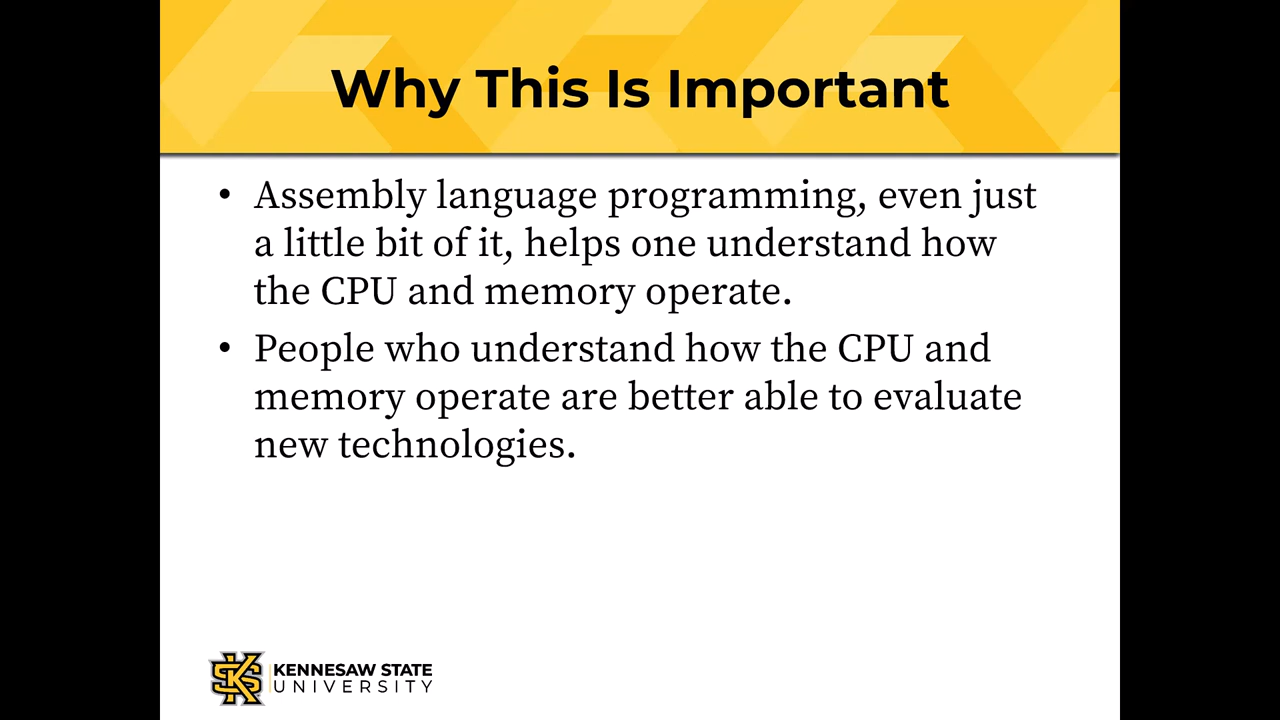 Why This Is Important
• Assembly language programming, even just
a little bit of it, helps one understand how
the CPU and memory operate.
• People who understand how the CPU and
memory operate are better able to evaluate
new technologies.
KS
KENNESAW STATE
UNIVERSITY